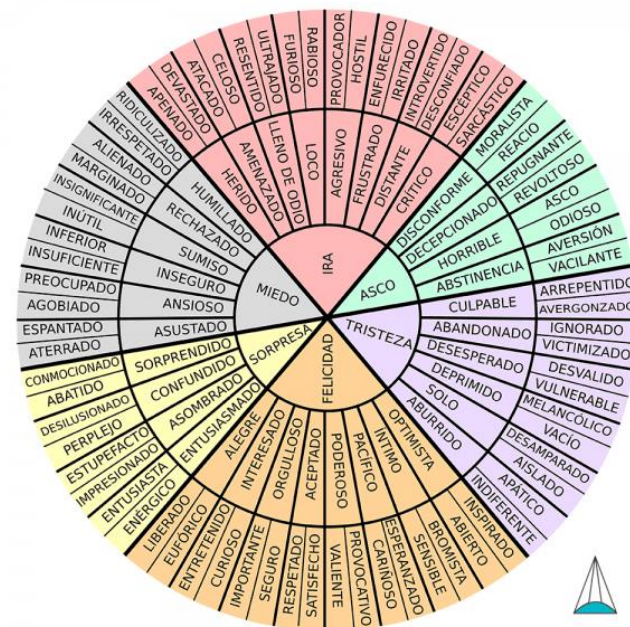 IRA
ASCO
TRISTEZA
FELICIDAD
SORPRESA
MIEDO
HERIDO
AMENAZADO
LLENO DE ODIO
LOCO
AGRESIVO
FRUSTRADO
DISTANTE
CRÍTICO
DISCONFORME
DECEPCIONADO
HORRIBLE
ABSTINENCIA
CULPABLE
ABANDONADO
DESESPERADO
DEPRIMIDO
SOLO
ABURRIDO
OPTIMISTA
ÍNTIMO
PACÍFICO
PODEROSO
ACEPTADO
ORGULLOSO
INTERESADO
ALEGRE
ENTUSIASMADO
ASOMBRADO
CONFUNDIDO
SORPRENDIDO
ASUSTADO
ANSIOSO
INSEGURO
SUMISO
RECHAZADO
HUMILLADO
APENADO
DEVASTADO
ATACADO
CELOSO
RESENTIDO
ULTRAJADO
FURIOSO
RABIOSO
PROVOCADOR
HOSTIL
ENFURECIDO
IRRITADO
INTROVERTIDO
DESCONFIADO
ESCÉPTICO
SARCÁSTICO
MORALISTA
REACIO
REPUGNANTE
REVOLTOSO
ASCO
ODIOSO
AVERSIÓN
VACILANTE
ARREPENTIDO
AVERGONZADO
IGNORADO
VICTIMIZADO
DESVALIDO
VULNERABLE
MELANCÓLICO
VACÍO
DESAMPARADO
AISLADO
APÁTICO
INDIFERENTE
INSPIRADO
ABIERTO
BROMISTA
SENSIBLE
ESPERANZADO
CARIÑOSO
PROVOCATIVO
VALIENTE
SATISFECHO
RESPETADO
SEGURO
IMPORTANTE
CURIOSO
ENTRETENIDO
EUFÓRICO
LIBERADO
ENÉRGICO
ENTUSIASTA
IMPRESIONADO
ESTUPEFACTO
PERPLEJO
DESILUSIONADO
ABATIDO
CONMOCIONADO
ATERRADO
ESPANTADO
AGOBIADO
PREOCUPADO
INSUFICIENTE
INFERIOR
INÚTIL
INSIGNIFICANTE
MARGINADO
ALIENADO
IRRESPETADO
RIDICULIZADO